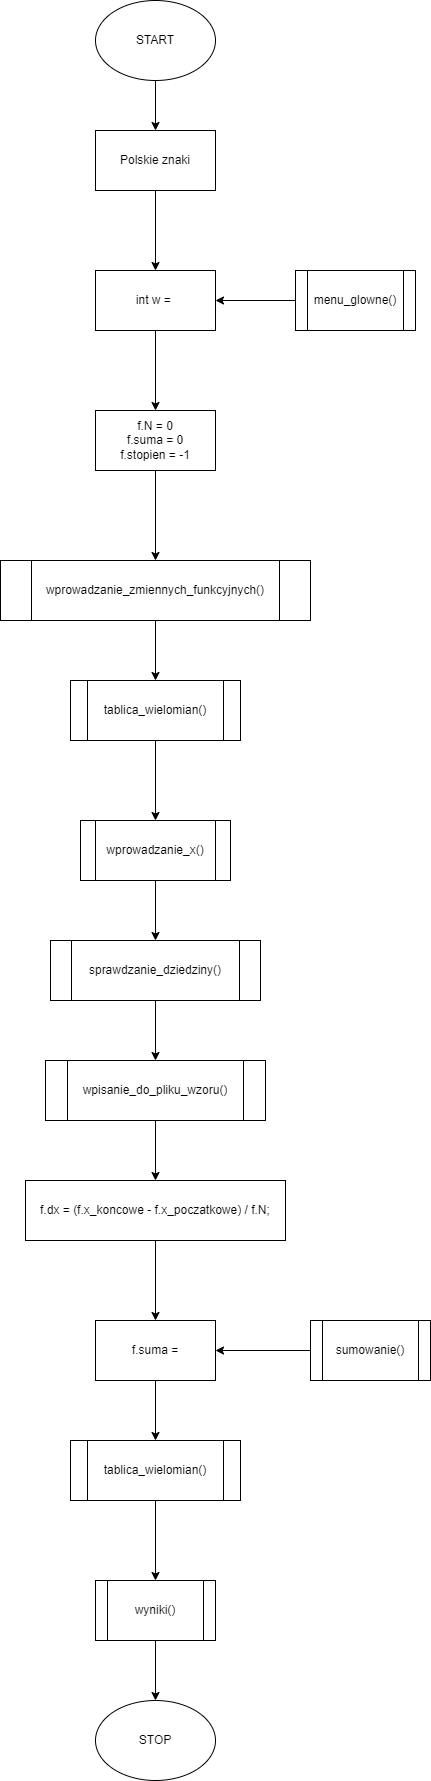 START
Polskie znaki
int w =
menu_glowne()
f.N = 0
f.suma = 0
f.stopien = -1
wprowadzanie_zmiennych_funkcyjnych()
tablica_wielomian()
wprowadzanie_x()
sprawdzanie_dziedziny()
wpisanie_do_pliku_wzoru()
f.dx = (f.x_koncowe - f.x_poczatkowe) / f.N;
f.suma =
sumowanie()
tablica_wielomian()
wyniki()
STOP